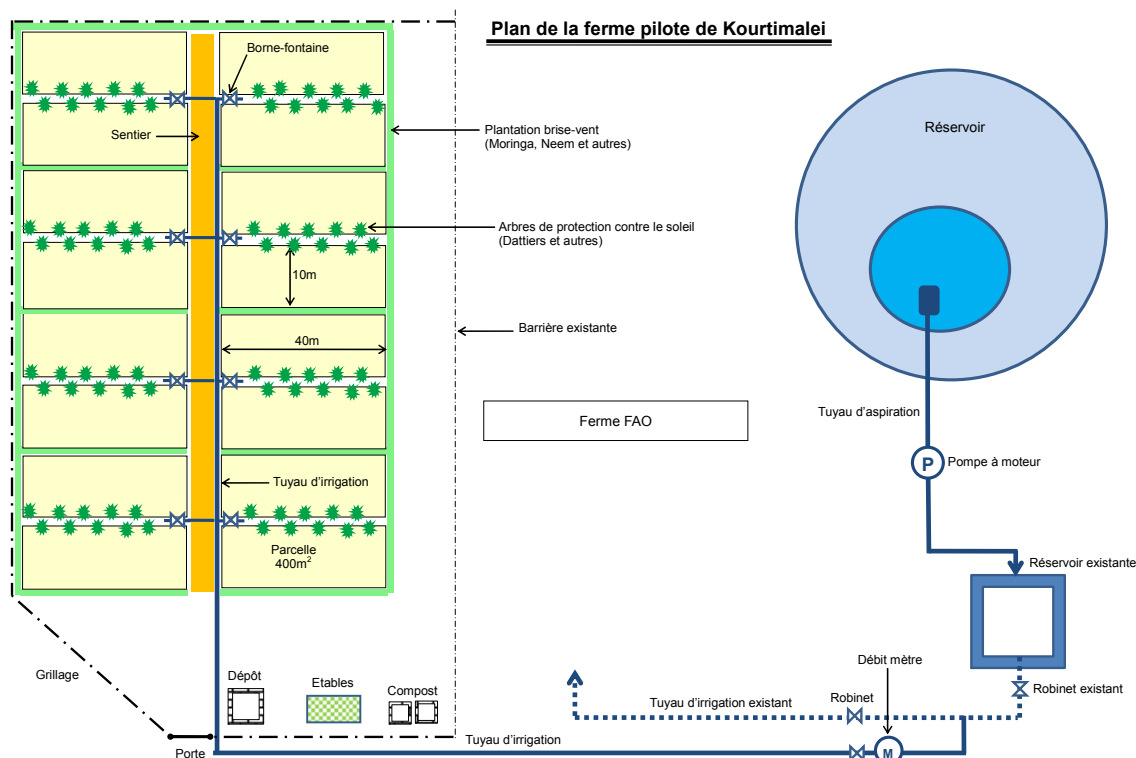 Plan de la ferme pilote de Kourtimalei
Borne-fontaine
Sentier
Plantation brise-vent
(Moringa, Neem et autres)
Réservoir
Arbres de protection contre le soleil
(Dattiers et autres)
10m
Barrière existante
40m
Ferme FAO
Tuyau d'aspiration
P
Pompe à moteur
Tuyau d'irrigation
Parcelle
400m²
Réservoir existante
Grillage
Dépôt
Etables
Compost
Débit mètre
Tuyau d'irrigation existant
Robinet
Robinet existant
Porte
Tuyau d'irrigation
M